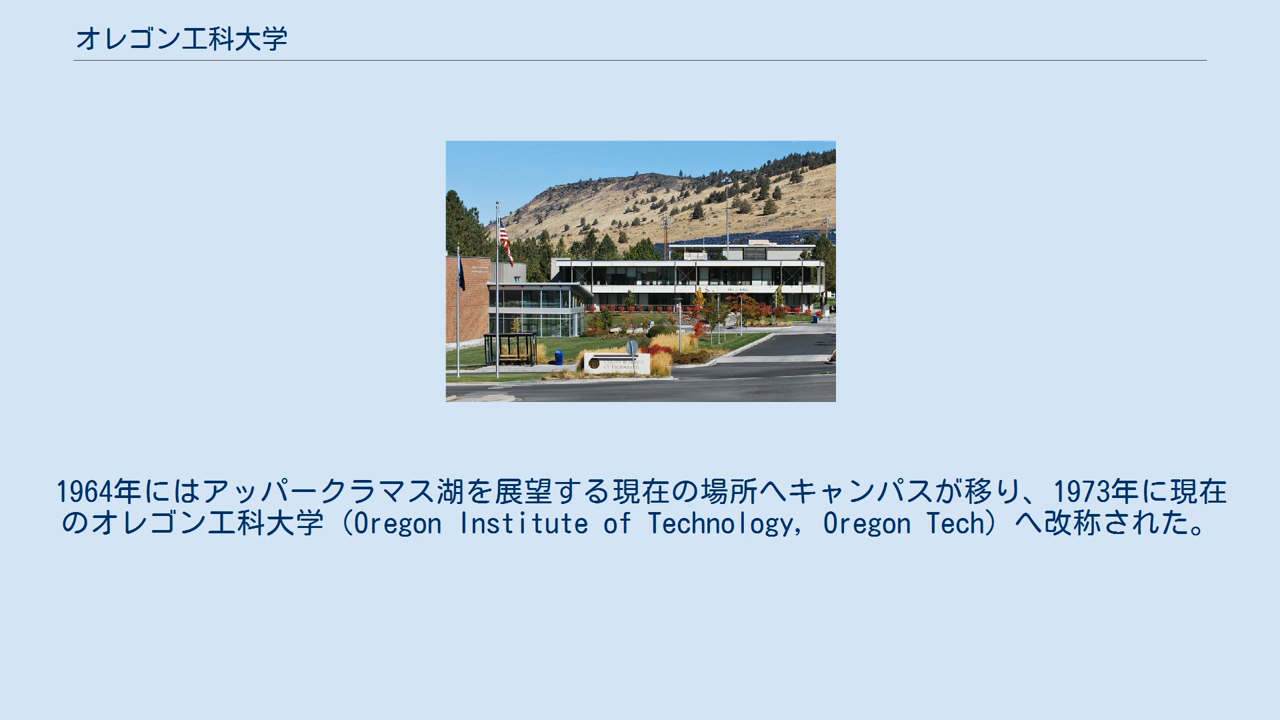 オレゴン工科大学
1964年にはアッパークラマス湖を展望する現在の場所へキャンパスが移り、1973年に現在
のオレゴン工科大学（Oregon Institute of Technology, Oregon Tech）へ改称された。